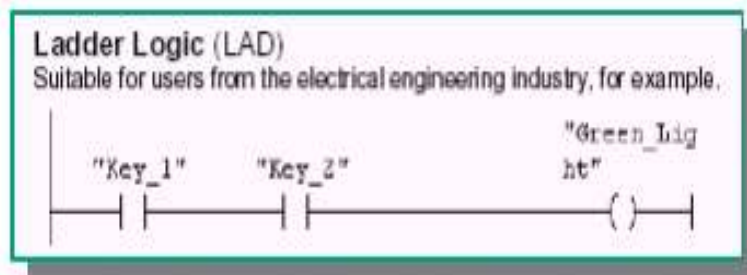 Ladder Logic (LAD)
Suitable for users from the electrical engineering industry, for example.
"Green_Lig
"Key_1" "Key_2" ht"